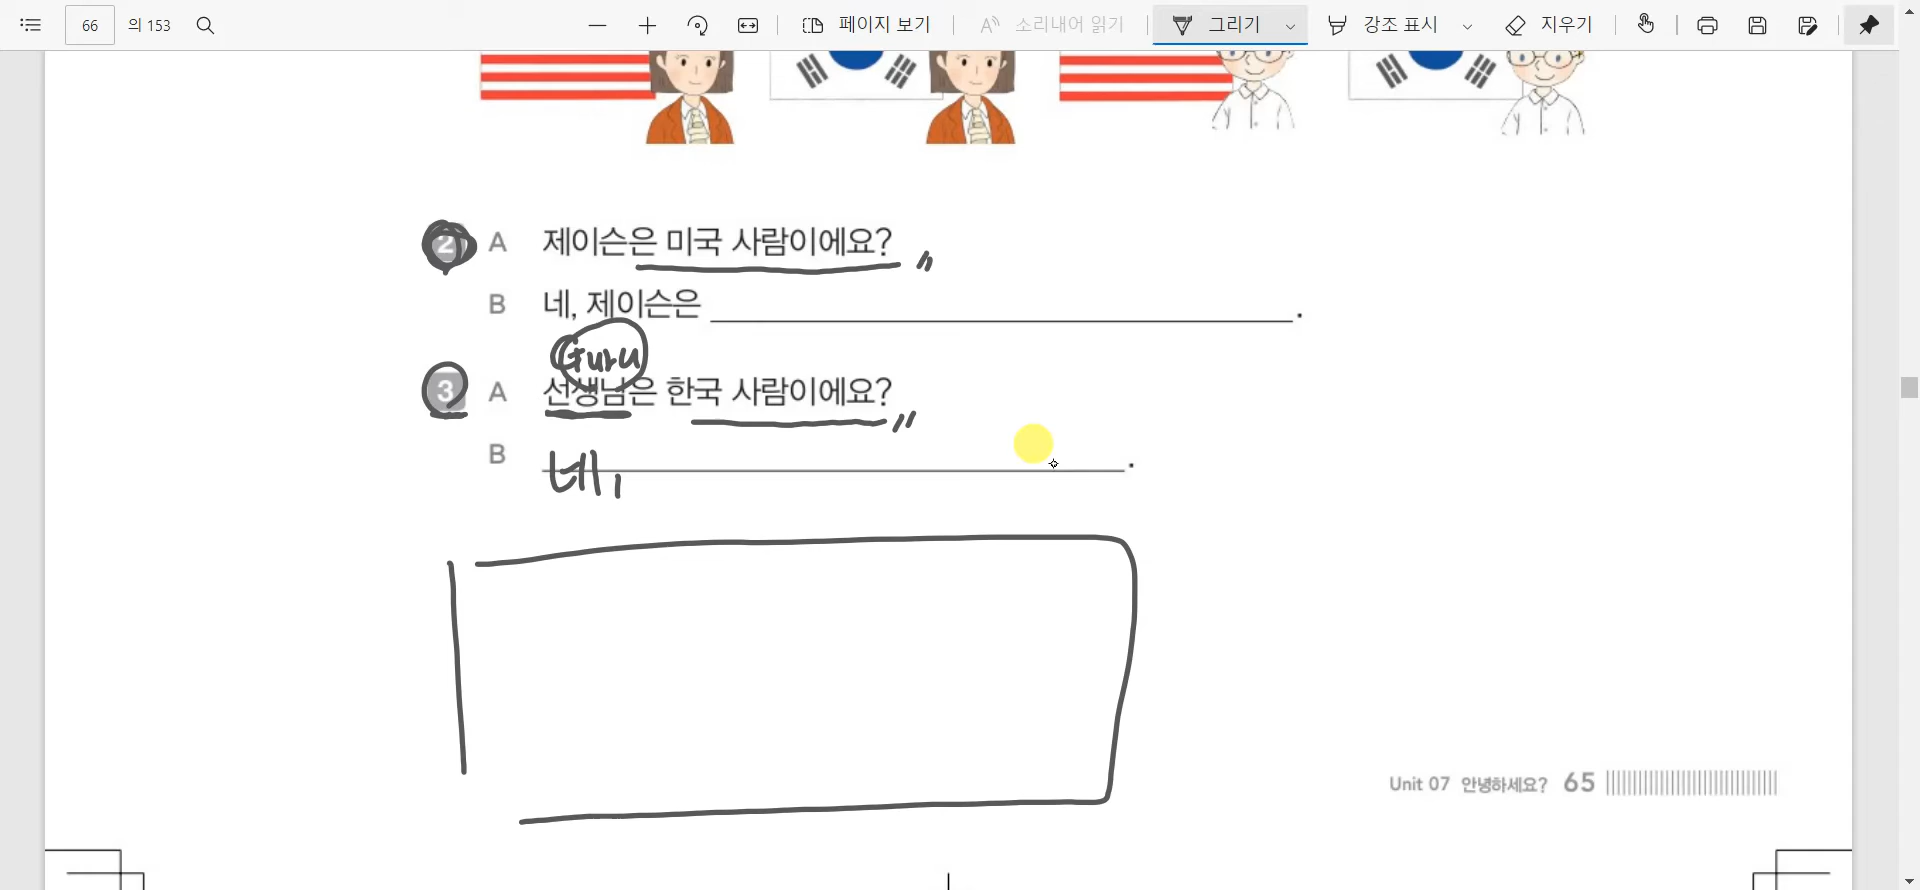 66 의 153 페이지 보기 소리내어 읽기 그리기 강조 표시 지우기
2 A 제이슨은 미국 사람이에요?
B 네, 제이슨은 .
Guru
3 A 선생님은 한국 사람이에요?
B 네, .
Unit 07 안녕하세요? 65